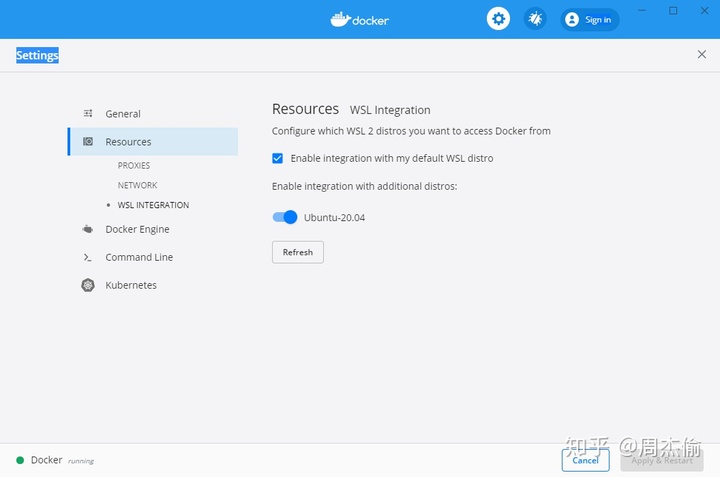 docker
Sign in
Settings
General
Resources
PROXIES
NETWORK
WSL INTEGRATION
Docker Engine
Command Line
Kubernetes
Resources WSL Integration
Configure which WSL 2 distros you want to access Docker from
Enable integration with my default WSL distro
Enable integration with additional distros:
Ubuntu-20.04
Refresh
Docker running
Cancel
Apply & Restart
知乎 @周杰偷